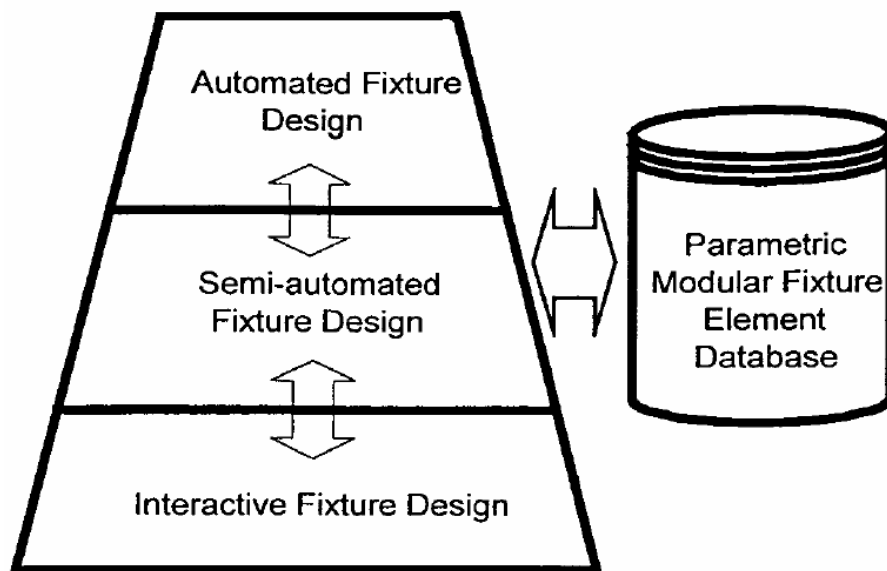 Automated Fixture
Design
Semi-automated
Fixture Design
Interactive Fixture Design
Parametric
Modular Fixture
Element
Database